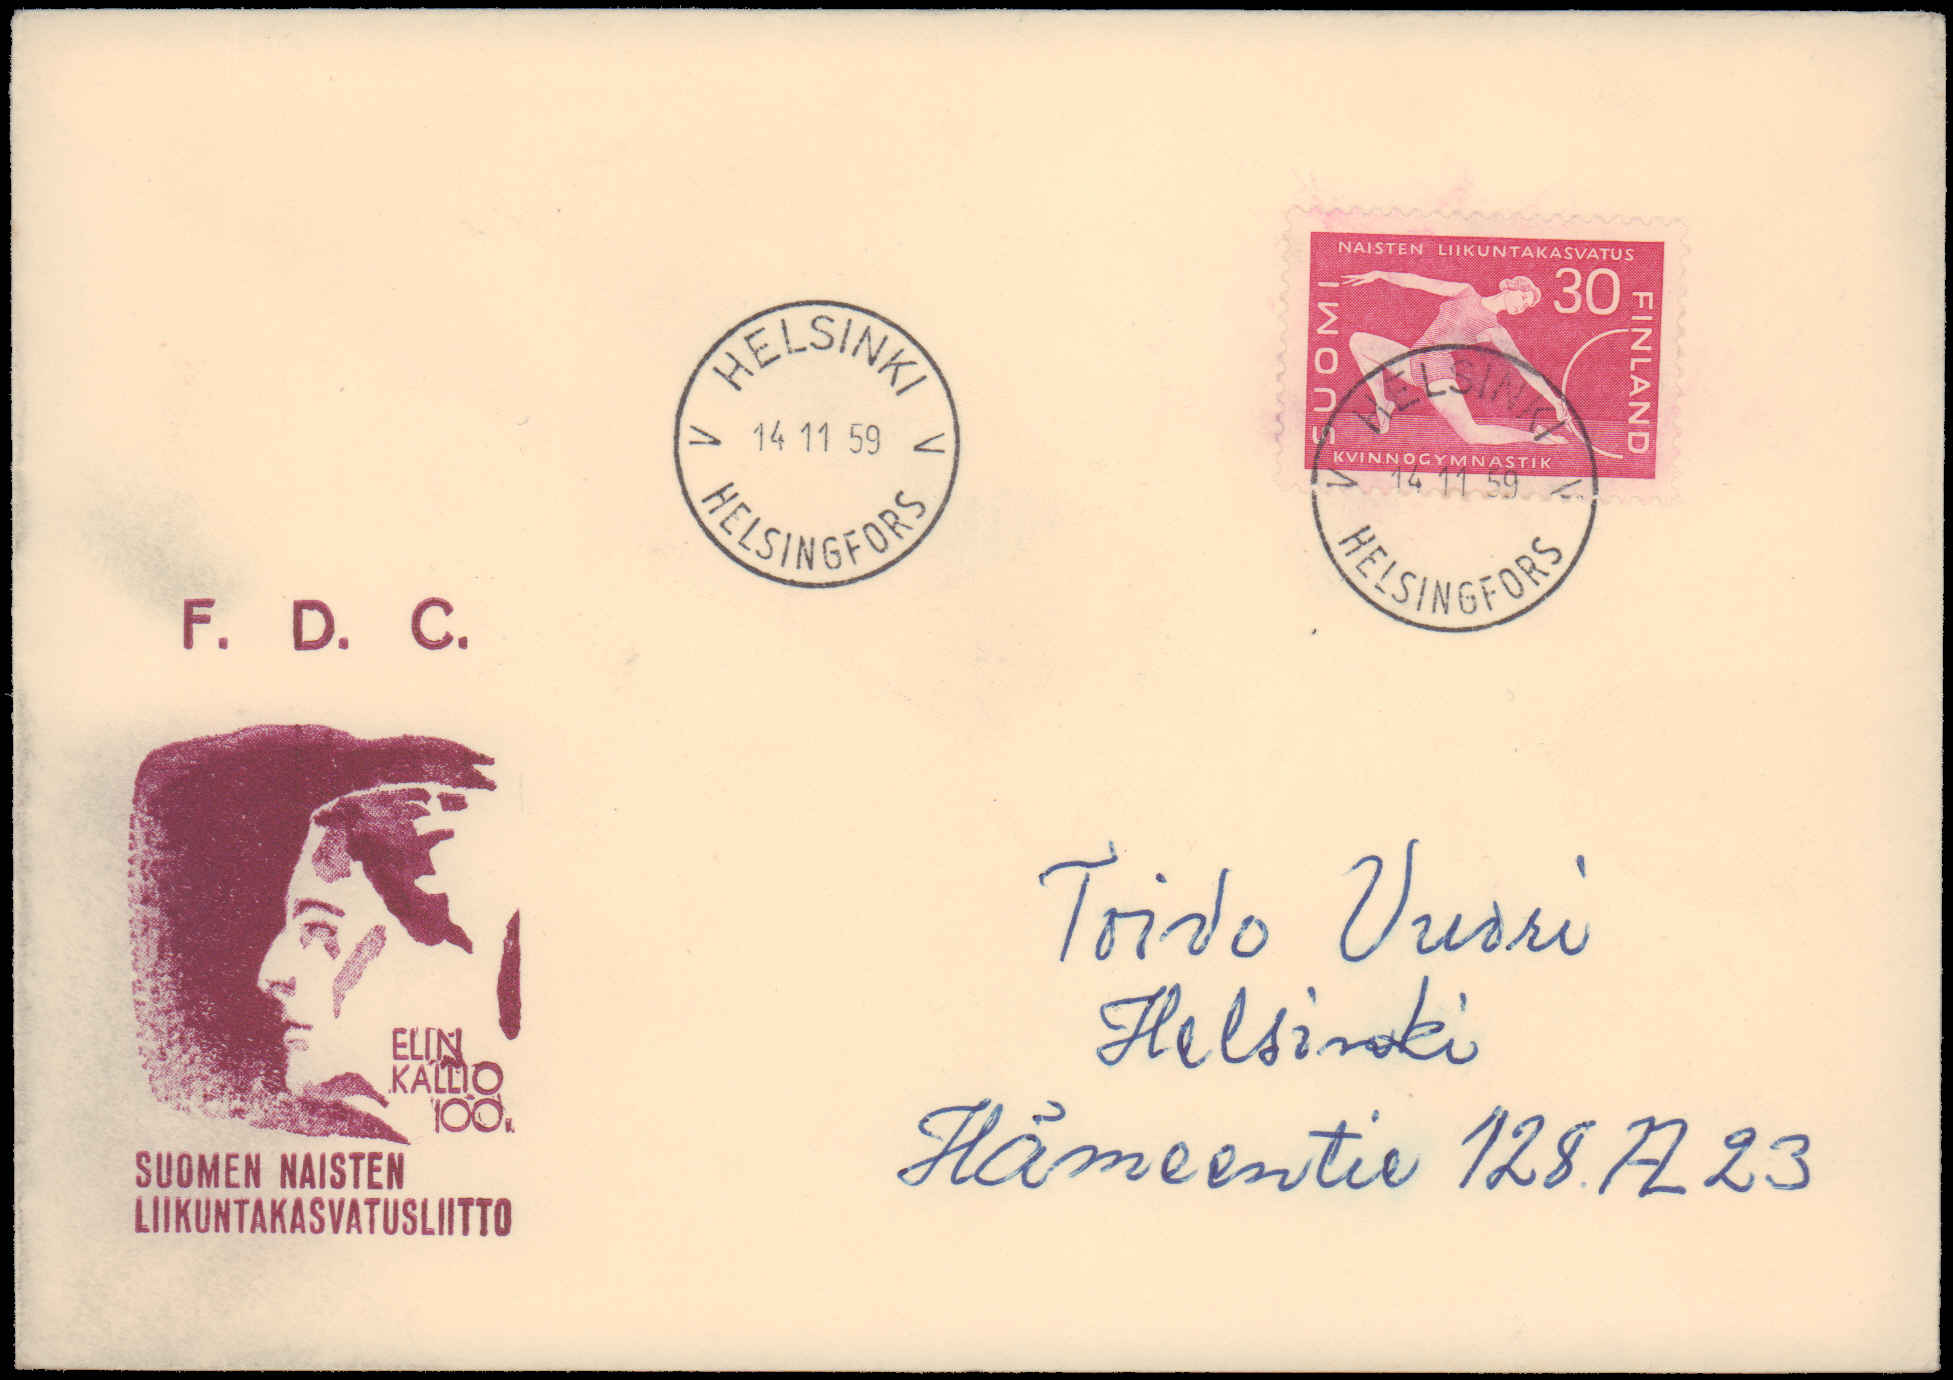 NAISTEN LIIKUNTAKASVATUS
30
SUOMI
FINLAND
KVINNOGYMNASTIK
HELSINKI
V 14 11 59 V
HELSINGFORS
HELSINKI
V 14 11 59 V
HELSINGFORS
F. D. C.
ELIN
KALLIO
100 v.
SUOMEN NAISTEN
LIIKUNTAKASVATUSLIITTO
Toivo Vuori
Helsinki
Hämeentie 128. A 23